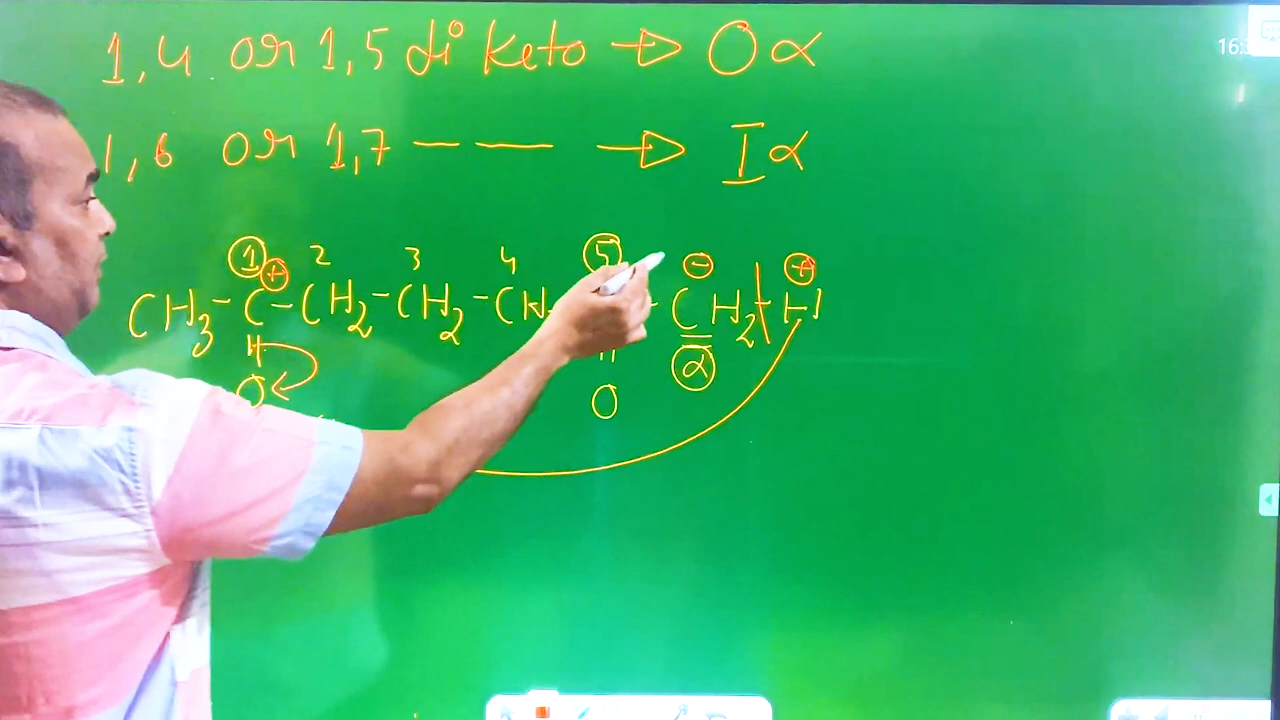 1,4 or 1,5 di keto → O α
1,6 or 1,7 — — → I α
① 2 3 4 ⑤
⊕ ⊖ ⊕
CH₃ - C - CH₂ - CH₂ - CH CH₂ - H
O O α
16: